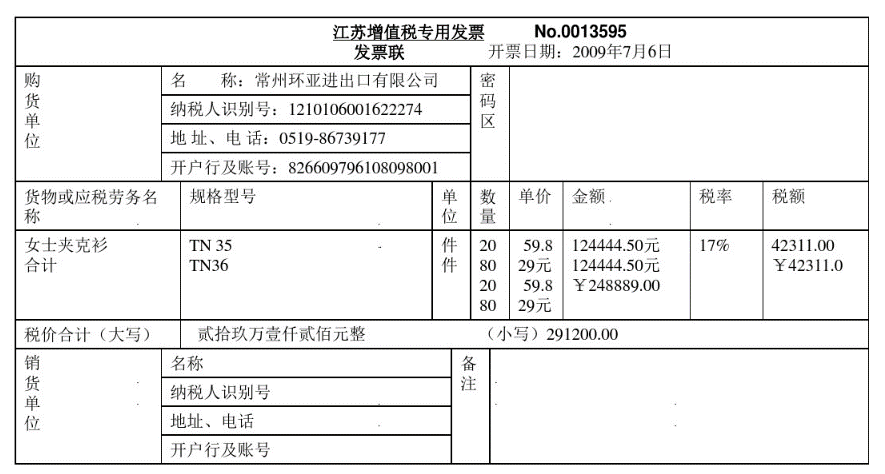 江苏增值税专用发票 No.0013595
发票联 开票日期：2009年7月6日
购货单位
名 称：常州环亚进出口有限公司
纳税人识别号：1210106001622274
地 址、电 话：0519-86739177
开户行及账号：826609796108098001
密码区
货物或应税劳务名称 规格型号 单位 数量 单价 金额 税率 税额
女士夹克衫 TN 35 件 20 59.8 124444.50元 17% 42311.00
合计 TN36 件 80 29元 124444.50元 ￥42311.0
20 59.8 ￥248889.00
80 29元
税价合计（大写） 贰拾玖万壹仟贰佰元整 （小写）291200.00
销货单位
名称
纳税人识别号
地址、电话
开户行及账号
备注